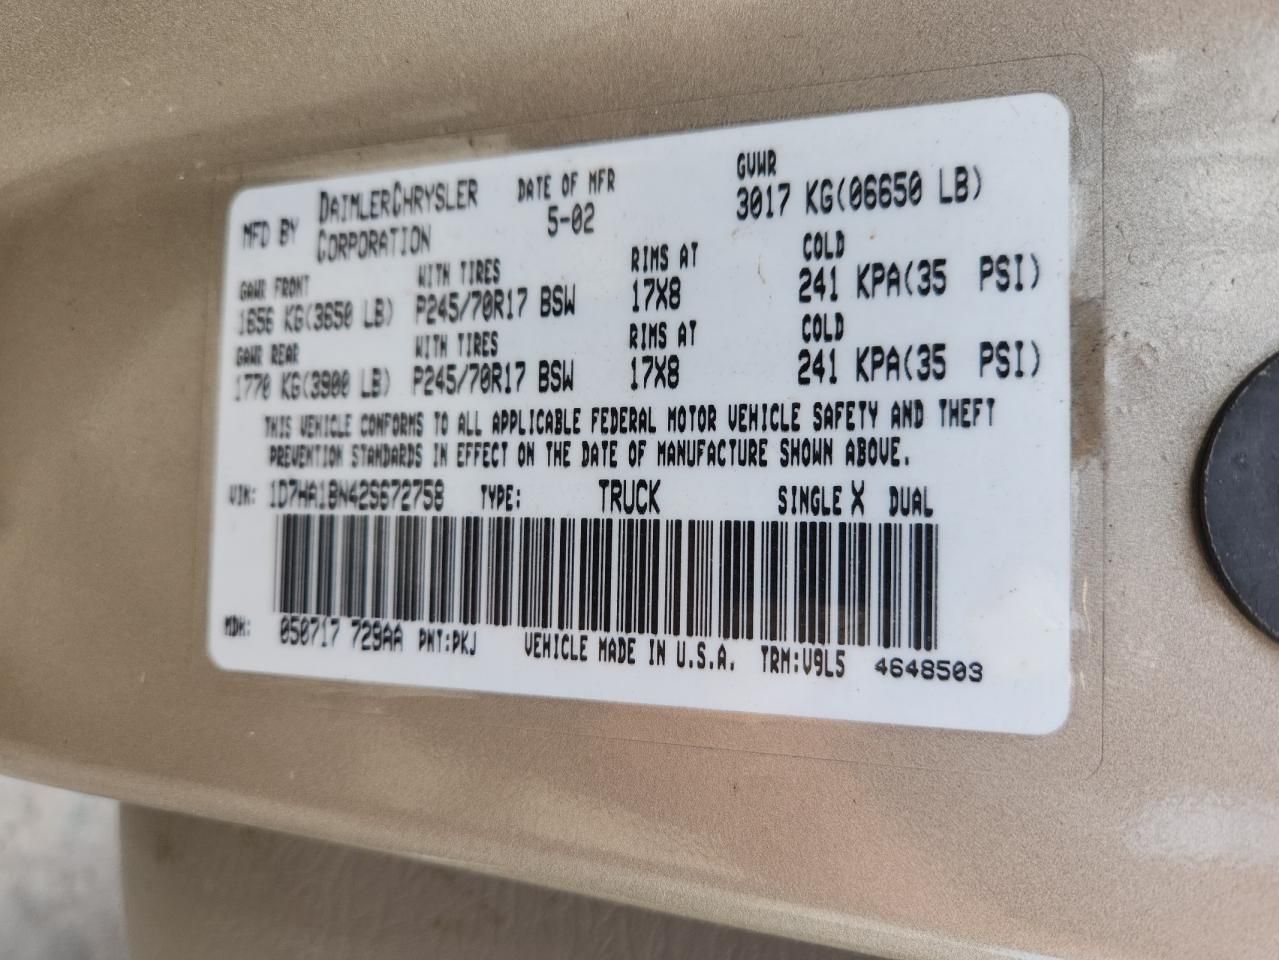 MFD BY DAIMLERCHRYSLER CORPORATION DATE OF MFR 5-02 GVWR 3017 KG(06650 LB)
GAWR FRONT WITH TIRES RIMS AT COLD
1656 KG(3650 LB) P245/70R17 BSW 17X8 241 KPA(35 PSI)
GAWR REAR WITH TIRES RIMS AT COLD
1770 KG(3900 LB) P245/70R17 BSW 17X8 241 KPA(35 PSI)
THIS VEHICLE CONFORMS TO ALL APPLICABLE FEDERAL MOTOR VEHICLE SAFETY AND THEFT
PREVENTION STANDARDS IN EFFECT ON THE DATE OF MANUFACTURE SHOWN ABOVE.
VIN: 1D7HA18N42S672758 TYPE: TRUCK SINGLE X DUAL
MDH: 050717 729AA PNT:PKJ VEHICLE MADE IN U.S.A. TRM:V9L5 4648503